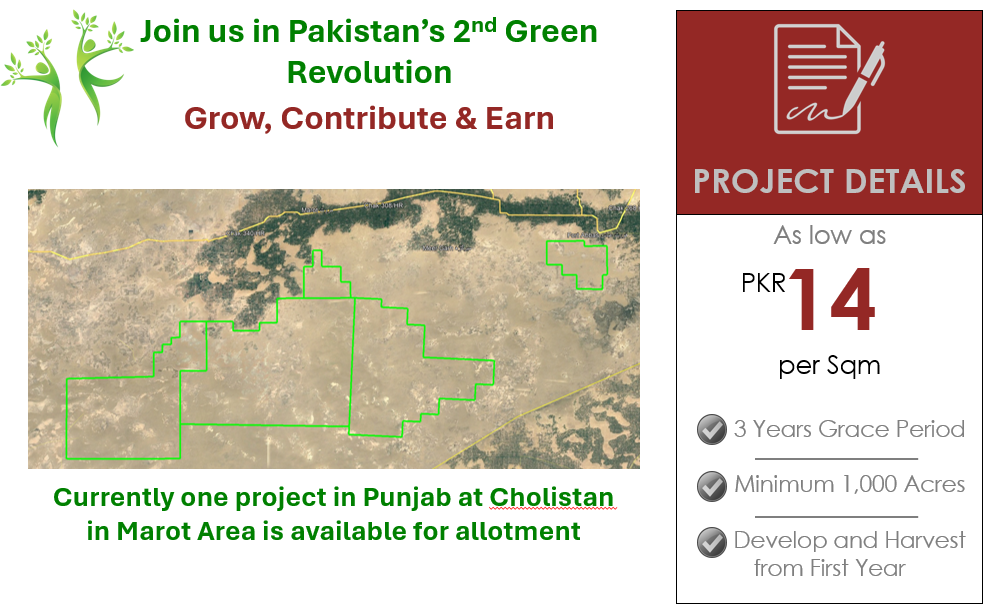 Join us in Pakistan's 2nd Green
Revolution
Grow, Contribute & Earn
Currently one project in Punjab at Cholistan
in Marot Area is available for allotment
PROJECT DETAILS
As low as
PKR14
per Sqm
3 Years Grace Period
Minimum 1,000 Acres
Develop and Harvest
from First Year